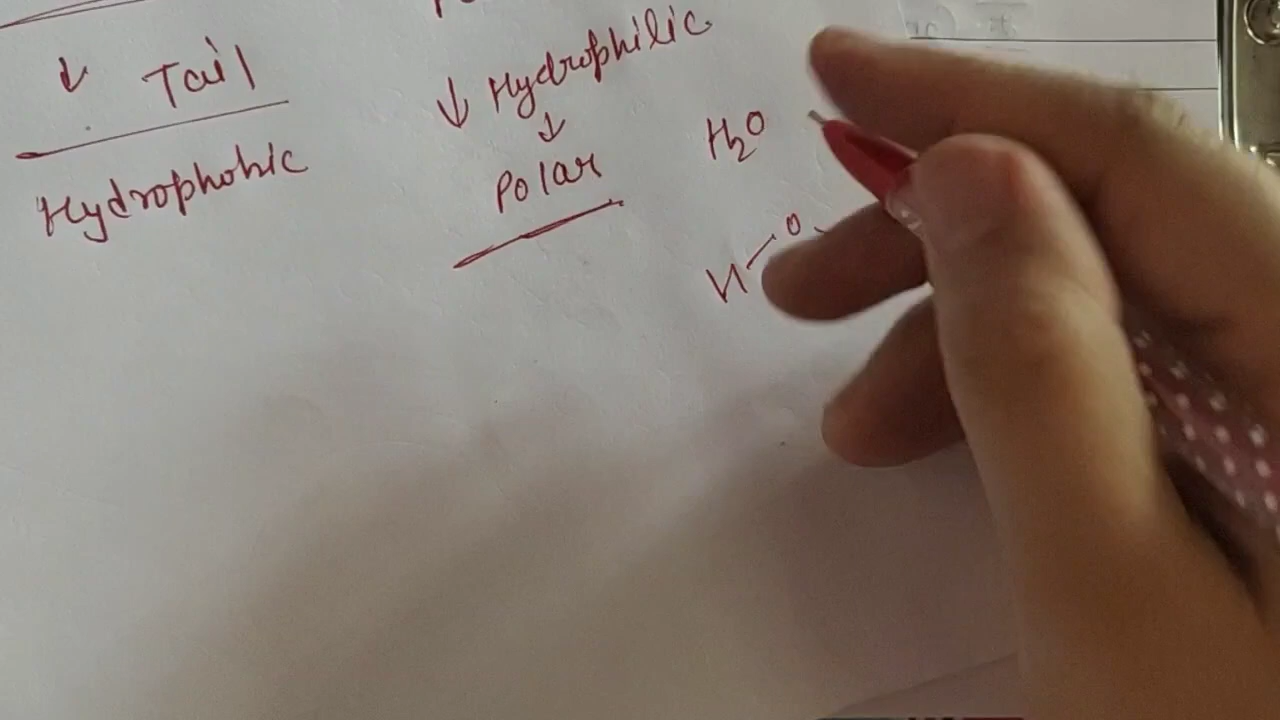 ↓ Tail
Hydrophobic
↓ Hydrophilic
↓
Polar
H2O
H
O